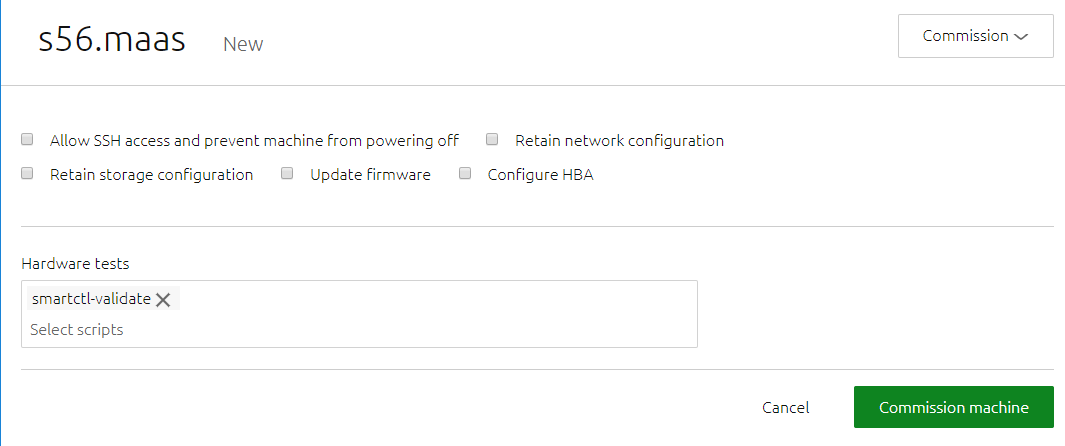 s56.maas New Commission
Allow SSH access and prevent machine from powering off Retain network configuration
Retain storage configuration Update firmware Configure HBA
Hardware tests
smartctl-validate
Select scripts
Cancel Commission machine